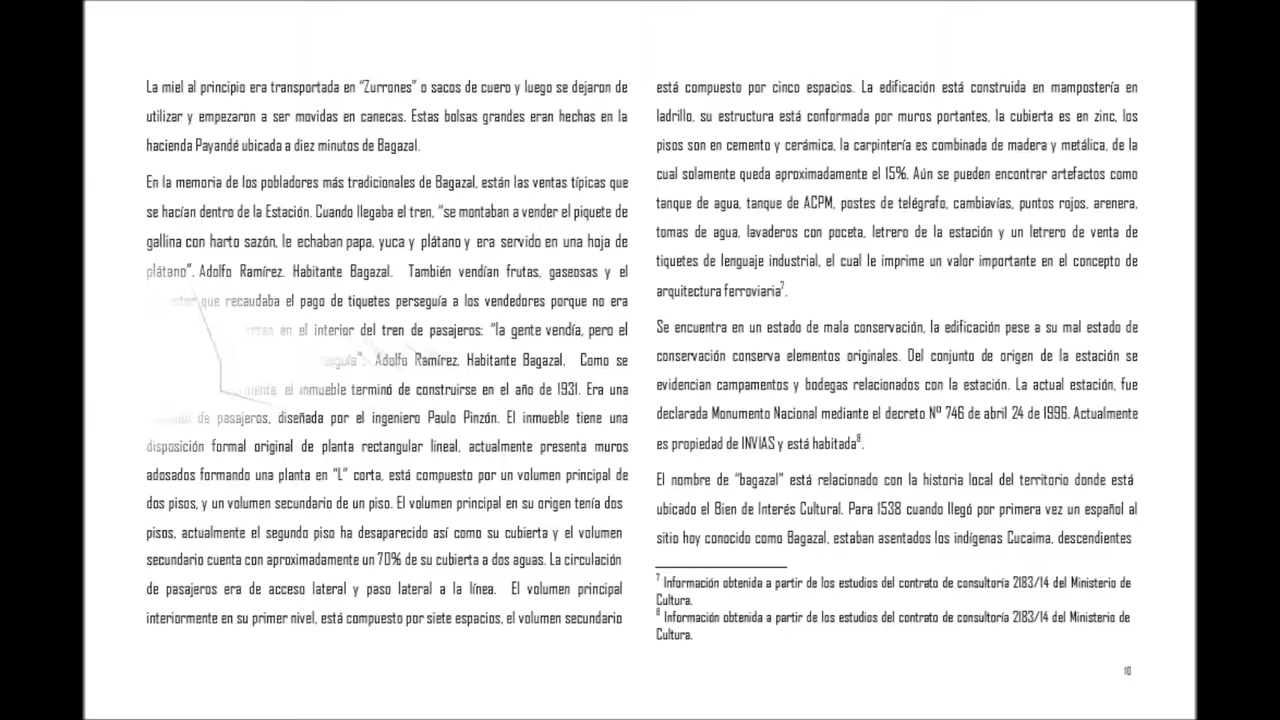 La miel al principio era transportada en “Zurrones” o sacos de cuero y luego se dejaron de
utilizar y empezaron a ser movidas en canecas. Estas bolsas grandes eran hechas en la
hacienda Payandé ubicada a diez minutos de Bagazal.
En la memoria de los pobladores más tradicionales de Bagazal, están las ventas típicas que
se hacían dentro de la Estación. Cuando llegaba el tren, “se montaban a vender el piquete de
gallina con harto sazón, le echaban papa, yuca y plátano y era servido en una hoja de
plátano”. Adolfo Ramírez. Habitante Bagazal. También vendían frutas, gaseosas y el
que recaudaba el pago de tiquetes perseguía a los vendedores porque no era
en el interior del tren de pasajeros: “la gente vendía, pero el
Adolfo Ramírez. Habitante Bagazal. Como se
el inmueble terminó de construirse en el año de 1931. Era una
de pasajeros, diseñada por el ingeniero Paulo Pinzón. El inmueble tiene una
disposición formal original de planta rectangular lineal, actualmente presenta muros
adosados formando una planta en “L” corta, está compuesto por un volumen principal de
dos pisos, y un volumen secundario de un piso. El volumen principal en su origen tenía dos
pisos, actualmente el segundo piso ha desaparecido así como su cubierta y el volumen
secundario cuenta con aproximadamente un 70% de su cubierta a dos aguas. La circulación
de pasajeros era de acceso lateral y paso lateral a la línea. El volumen principal
interiormente en su primer nivel, está compuesto por siete espacios, el volumen secundario
está compuesto por cinco espacios. La edificación está construida en mampostería en
ladrillo, su estructura está conformada por muros portantes, la cubierta es en zinc, los
pisos son en cemento y cerámica, la carpintería es combinada de madera y metálica, de la
cual solamente queda aproximadamente el 15%. Aún se pueden encontrar artefactos como
tanque de agua, tanque de ACPM, postes de telégrafo, cambiavías, puntos rojos, arenera,
tomas de agua, lavaderos con poceta, letrero de la estación y un letrero de venta de
tiquetes de lenguaje industrial, el cual le imprime un valor importante en el concepto de
arquitectura ferroviaria⁷.
Se encuentra en un estado de mala conservación, la edificación pese a su mal estado de
conservación conserva elementos originales. Del conjunto de origen de la estación se
evidencian campamentos y bodegas relacionados con la estación. La actual estación, fue
declarada Monumento Nacional mediante el decreto Nº 746 de abril 24 de 1996. Actualmente
es propiedad de INVIAS y está habitada⁸.
El nombre de “bagazal” está relacionado con la historia local del territorio donde está
ubicado el Bien de Interés Cultural. Para 1538 cuando llegó por primera vez un español al
sitio hoy conocido como Bagazal, estaban asentados los indígenas Cucaima, descendientes
⁷ Información obtenida a partir de los estudios del contrato de consultoría 2183/14 del Ministerio de
Cultura.
⁸ Información obtenida a partir de los estudios del contrato de consultoría 2183/14 del Ministerio de
Cultura.
10